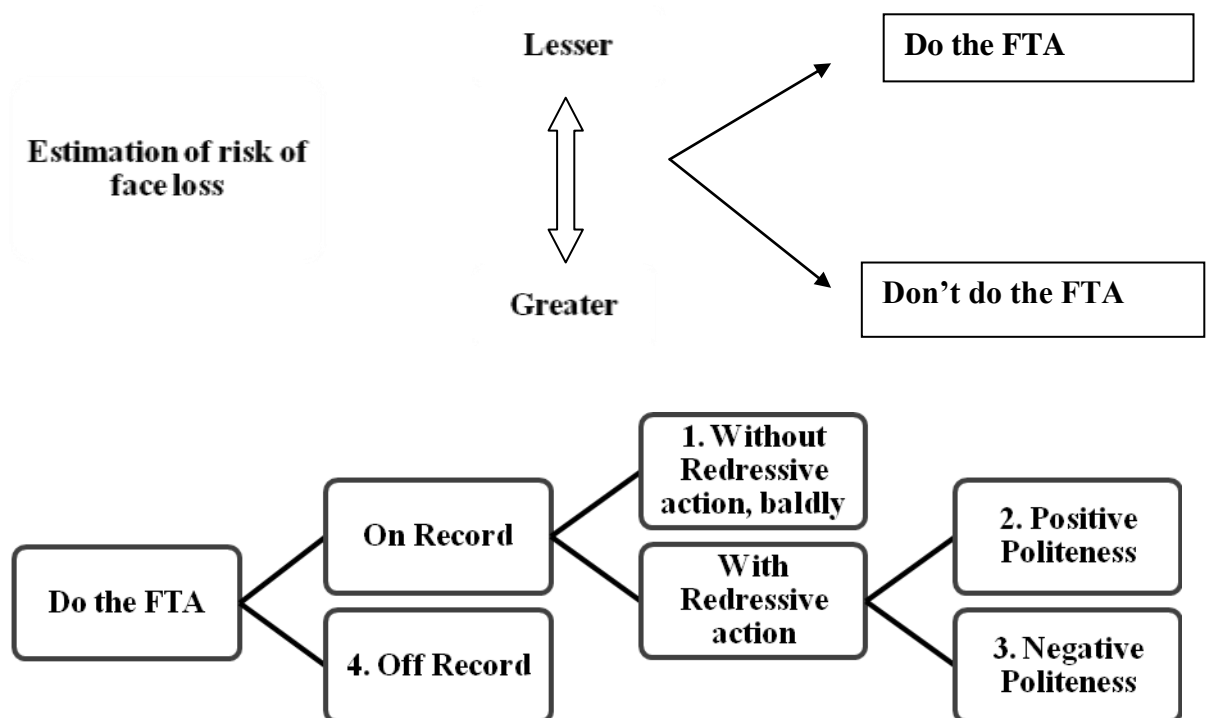 Lesser
Do the FTA
Estimation of risk of
face loss
Greater
Don’t do the FTA
1. Without
Redressive
action, baldly
On Record
2. Positive
Politeness
Do the FTA
With
Redressive
action
4. Off Record
3. Negative
Politeness